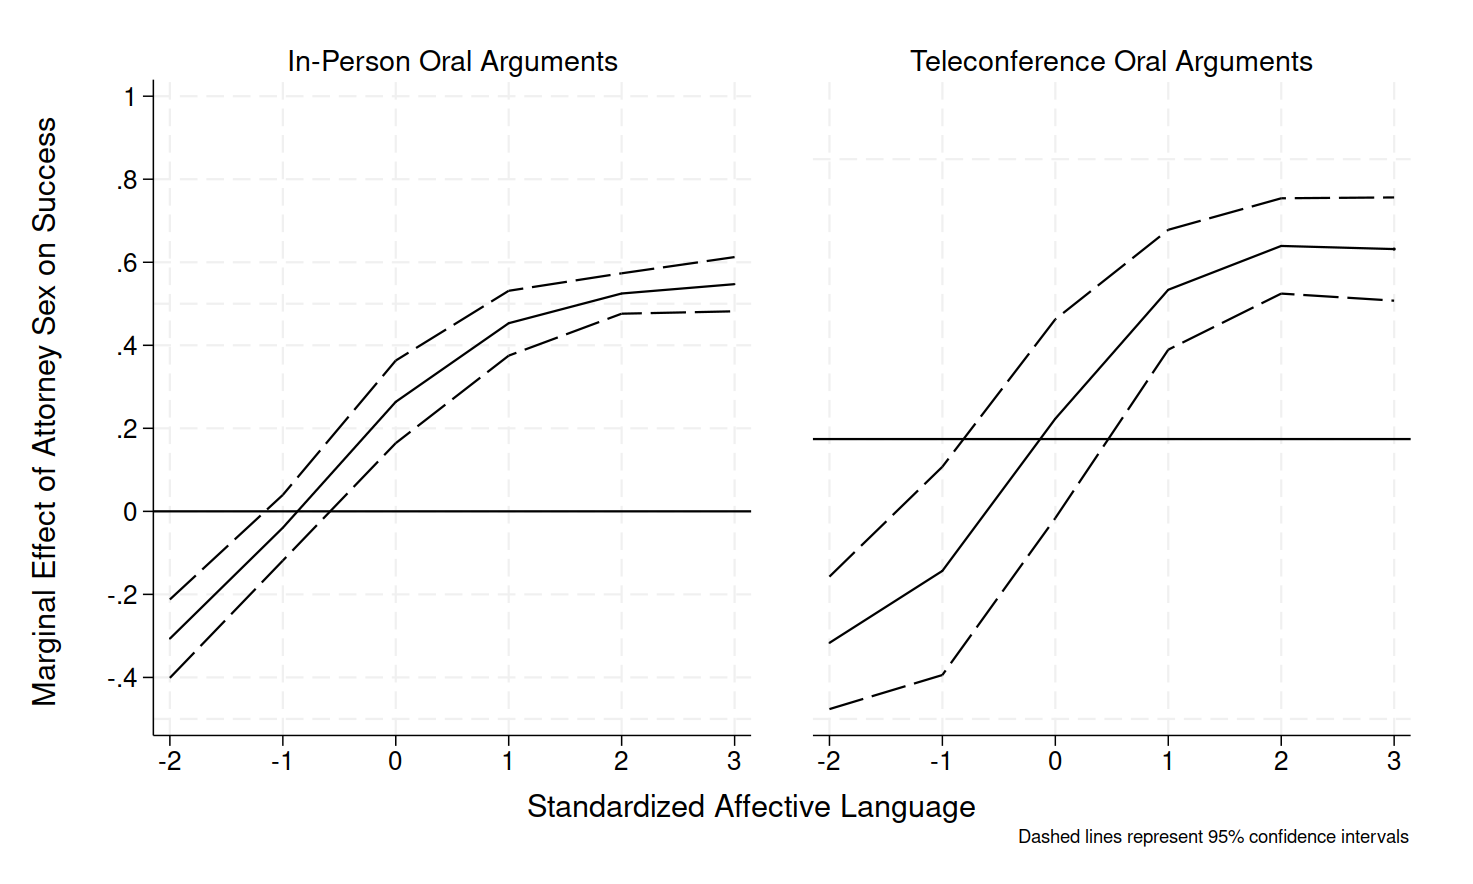 In-Person Oral Arguments
Teleconference Oral Arguments
Marginal Effect of Attorney Sex on Success
1
.8
.6
.4
.2
0
-.2
-.4
-2 -1 0 1 2 3
-2 -1 0 1 2 3
Standardized Affective Language
Dashed lines represent 95% confidence intervals